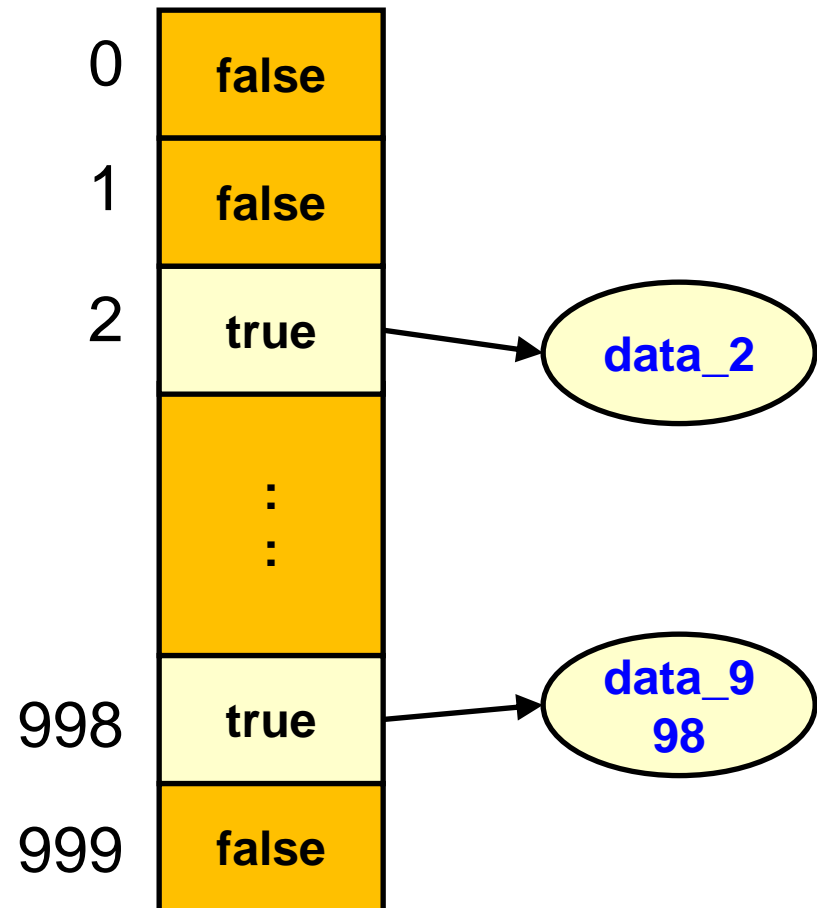 0 false
1 false
2 true
data_2
:
:
998 true
data_9
98
999 false